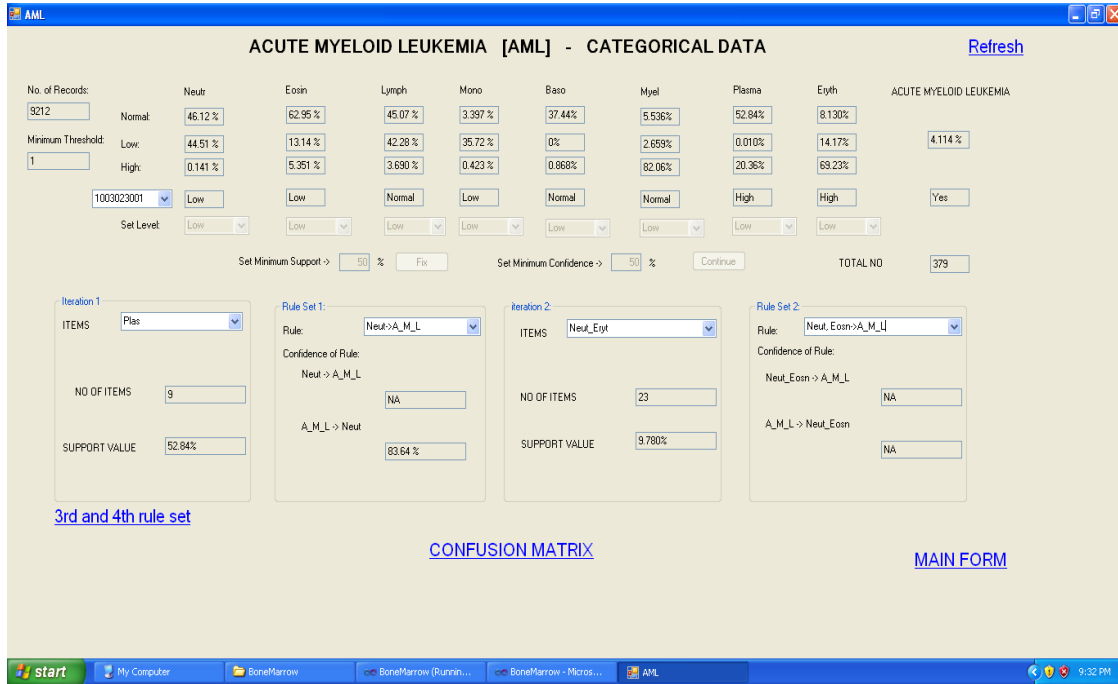 AML
ACUTE MYELOID LEUKEMIA [AML] - CATEGORICAL DATA
Refresh
No. of Records:
Neutr Eosin Lymph Mono Baso Myel Plasma Eryth ACUTE MYELOID LEUKEMIA
9212
Normal: 46.12 % 62.95 % 45.07 % 3.397 % 37.44% 5.536% 52.84% 8.130%
Minimum Threshold:
Low: 44.51 % 13.14 % 42.28 % 35.72 % 0% 2.659% 0.010% 14.17% 4.114 %
1
High: 0.141 % 5.351 % 3.690 % 0.423 % 0.868% 82.06% 20.36% 69.23%
1003023001 Low Low Normal Low Normal Normal High High Yes
Set Level: Low Low Low Low Low Low Low Low
Set Minimum Support -> 50 % Fix Set Minimum Confidence -> 50 % Continue TOTAL NO 379
Iteration 1
ITEMS Plas
NO OF ITEMS 9
SUPPORT VALUE 52.84%
Rule Set 1:
Rule: Neut->A_M_L
Confidence of Rule:
Neut -> A_M_L
NA
A_M_L -> Neut
83.64 %
iteration 2:
ITEMS Neut_Eryt
NO OF ITEMS 23
SUPPORT VALUE 9.780%
Rule Set 2:
Rule: Neut, Eosn->A_M_L
Confidence of Rule:
Neut_Eosn -> A_M_L
NA
A_M_L -> Neut_Eosn
NA
3rd and 4th rule set
CONFUSION MATRIX
MAIN FORM
start My Computer BoneMarrow BoneMarrow (Runnin... BoneMarrow - Micros... AML 9:32 PM